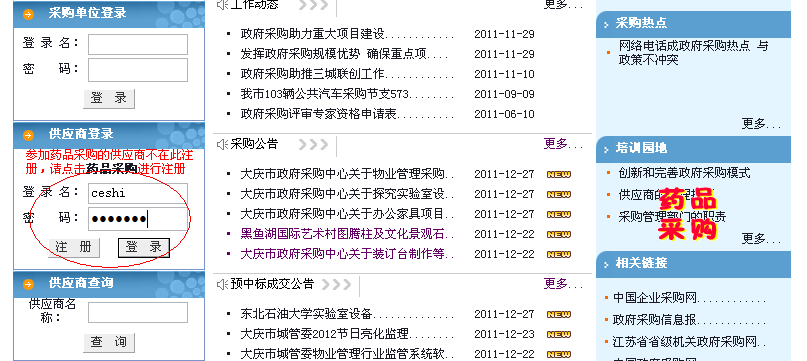 采购单位登录
登 录 名：
密　　码：
登　录
供应商登录
参加药品采购的供应商不在此注
册，请点击药品采购进行注册
登 录 名： ceshi
密　　码： ●●●●●●●
注　册　登　录
供应商查询
供应商名
称：
查　询
工作动态 更多...
政府采购助力重大项目建设........ 2011-11-29
发挥政府采购规模优势 确保重点项.... 2011-11-29
政府采购助推三城联创工作........ 2011-11-10
我市103辆公共汽车采购节支573........ 2011-09-09
政府采购评审专家资格申请表........ 2011-06-10
采购公告 更多...
大庆市政府采购中心关于物业管理采购.. 2011-12-27 NEW
大庆市政府采购中心关于探究实验室设.. 2011-12-27 NEW
大庆市政府采购中心关于办公家具项目.. 2011-12-27 NEW
黑鱼湖国际艺术村图腾柱及文化景观石.. 2011-12-22 NEW
大庆市政府采购中心关于装订台制作等.. 2011-12-22 NEW
预中标成交公告 更多...
东北石油大学实验室设备........ 2011-12-27 NEW
大庆市城管委2012节日亮化监理........ 2011-12-23 NEW
大庆市城管委物业管理行业监管系统软.. 2011-12-22 NEW
采购热点
网络电话成政府采购热点 与
政策不冲突
更多...
培训园地
创新和完善政府采购模式
供应商的
采购管理部门的职责
药品
采购
更多...
相关链接
中国企业采购网............
政府采购信息报............
江苏省省级机关政府采购网..